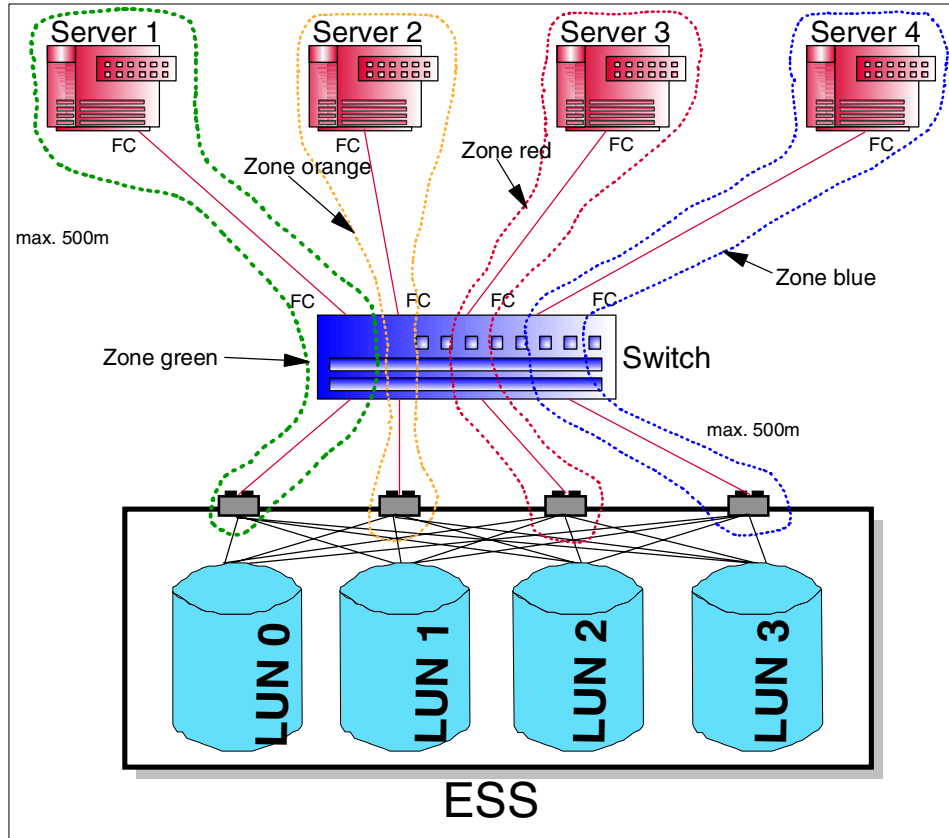 Server 1
Server 2
Server 3
Server 4
FC
FC
FC
FC
Zone orange
Zone red
max. 500m
Zone blue
FC
FC
FC
FC
Zone green
Switch
max. 500m
LUN 0
LUN 1
LUN 2
LUN 3
ESS